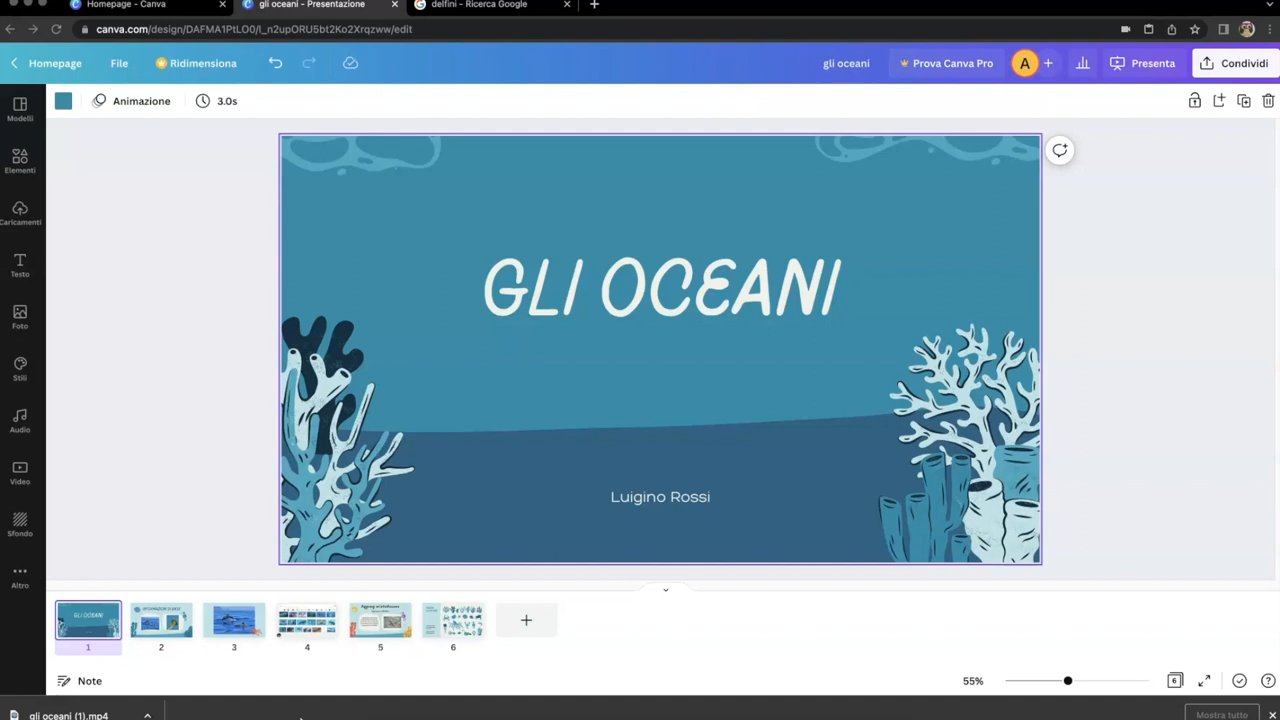 Homepage - Canva
gli oceani - Presentazione
delfini - Ricerca Google
canva.com/design/DAFMA1PtLO0/l_n2upORU5bt2Ko2Xrqzww/edit
Homepage
File
Ridimensiona
gli oceani
Prova Canva Pro
A
Presenta
Condividi
Modelli
Animazione
3.0s
Elementi
Caricamenti
Testo
Foto
Stili
Audio
Video
Sfondo
Altro
GLI OCEANI
Luigino Rossi
GLI OCEANI
1
2
3
4
5
6
Note
55%
6
gli oceani (1).mp4
Mostra tutto